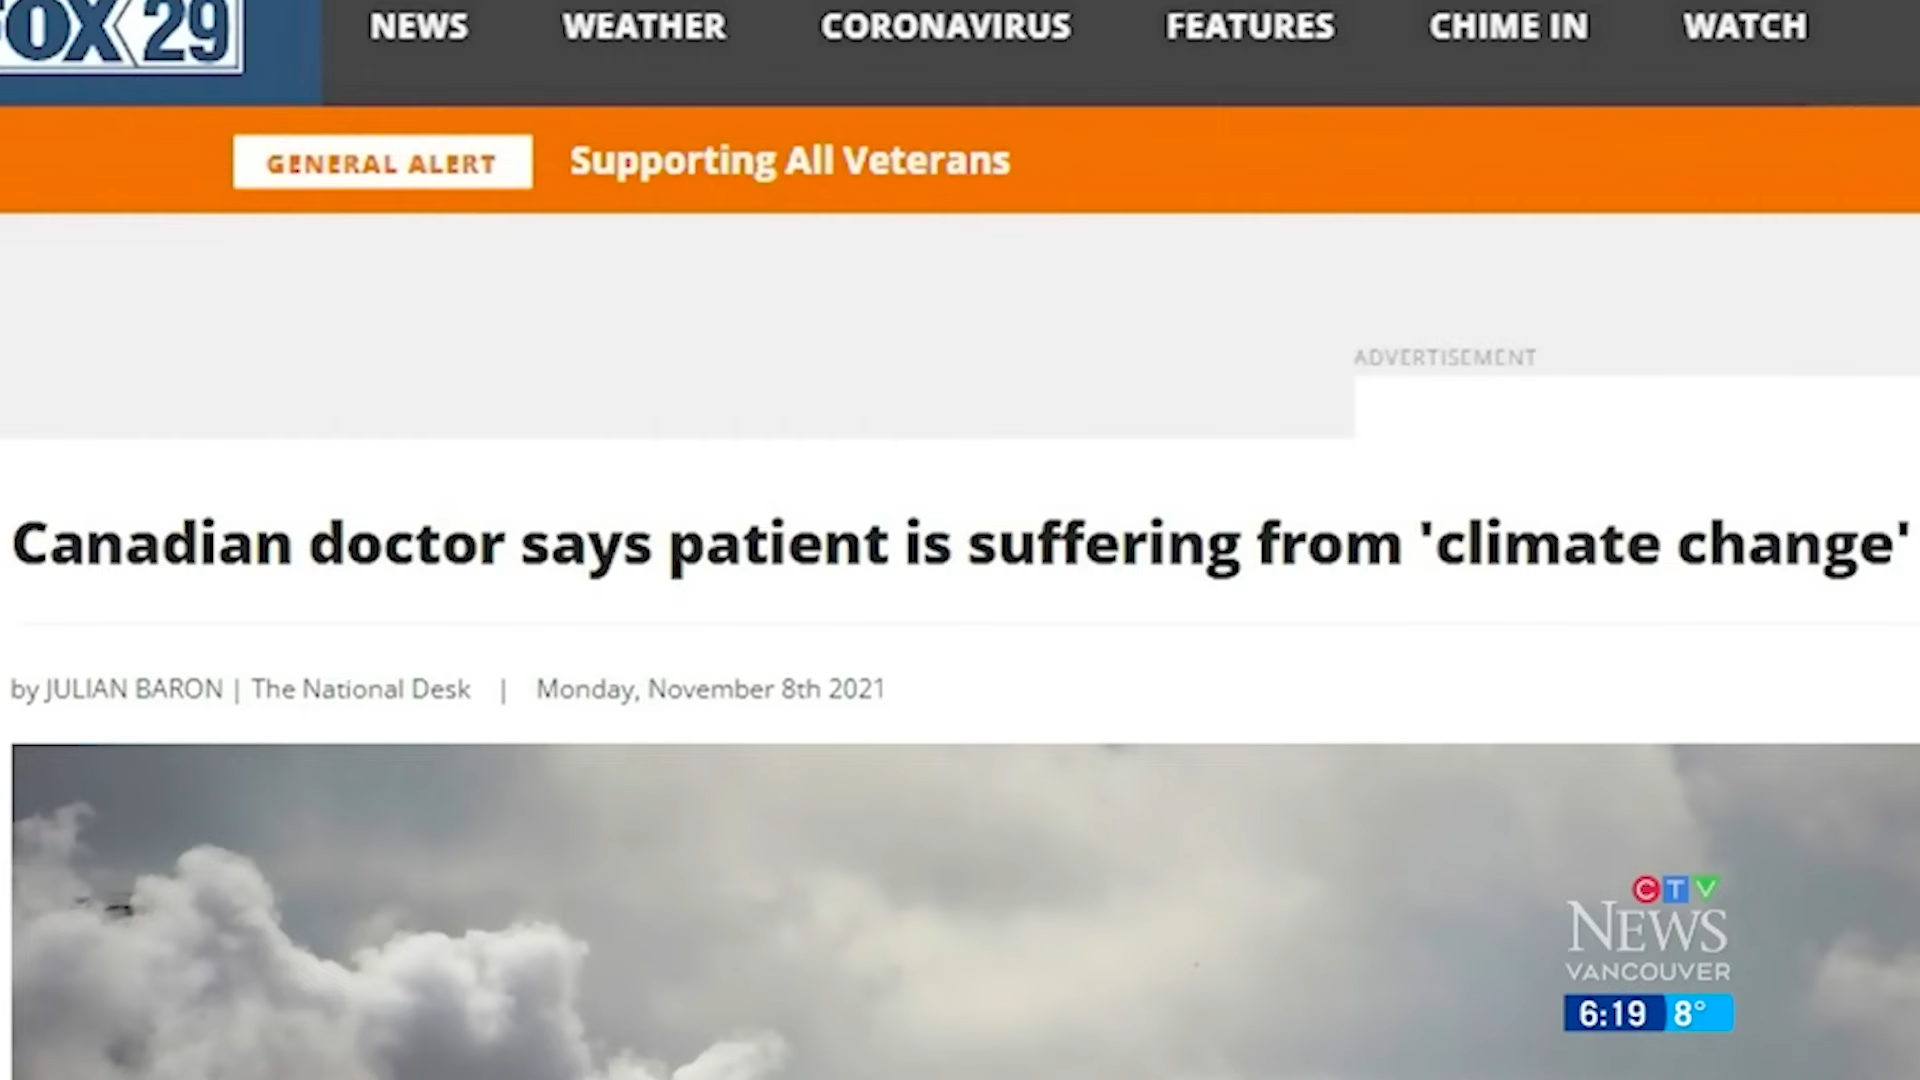 FOX 29
NEWS WEATHER CORONAVIRUS FEATURES CHIME IN WATCH
GENERAL ALERT Supporting All Veterans
ADVERTISEMENT
Canadian doctor says patient is suffering from 'climate change'
by JULIAN BARON | The National Desk | Monday, November 8th 2021
CTV
NEWS
VANCOUVER
6:19 8°